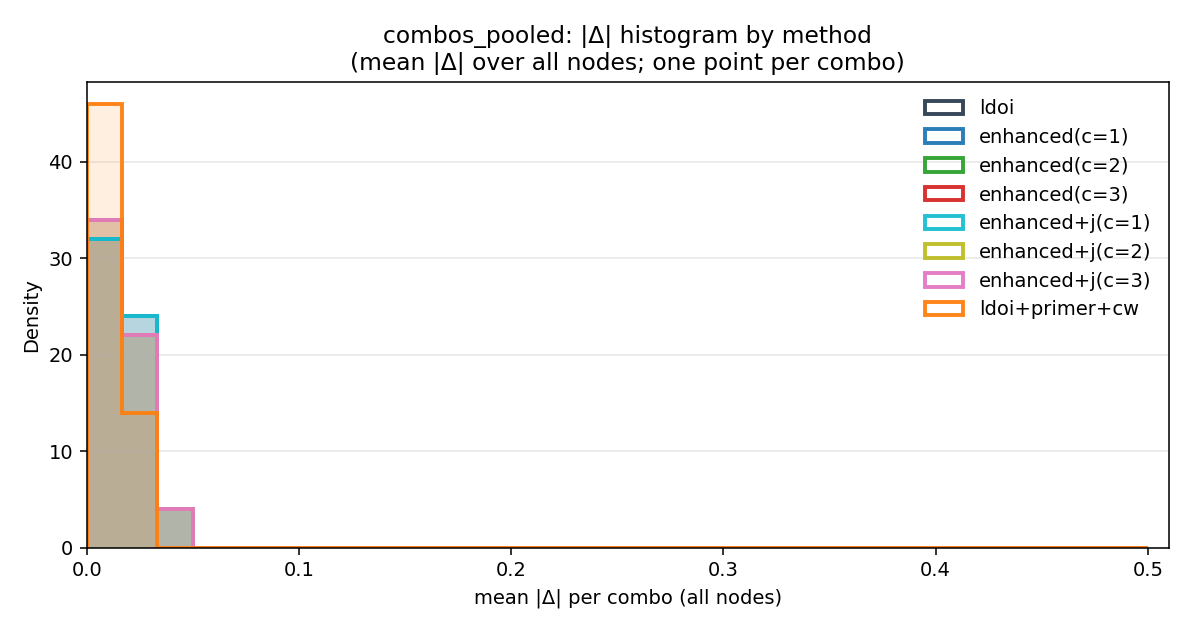 combos_pooled: |Δ| histogram by method
(mean |Δ| over all nodes; one point per combo)
Density
40
30
20
10
0
0.0
0.1
0.2
0.3
0.4
0.5
mean |Δ| per combo (all nodes)
ldoi
enhanced(c=1)
enhanced(c=2)
enhanced(c=3)
enhanced+j(c=1)
enhanced+j(c=2)
enhanced+j(c=3)
ldoi+primer+cw